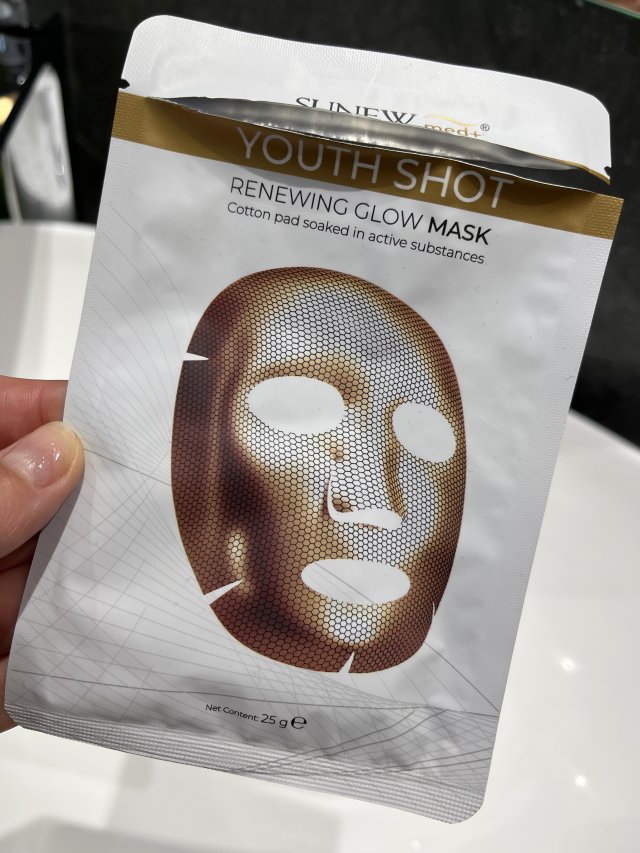 SUNEW med+®
YOUTH SHOT
RENEWING GLOW MASK
Cotton pad soaked in active substances
Net Content: 25 g ℮